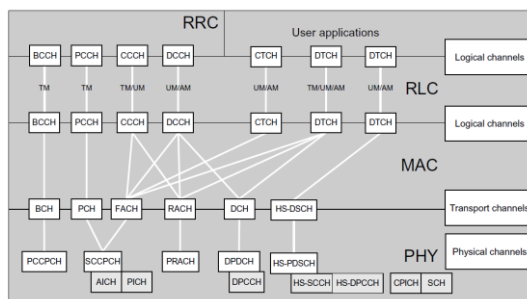 RRC User applications
BCCH PCCH CCCH DCCH CTCH DTCH DTCH Logical channels
TM TM TM/UM UM/AM UM/AM TM/UM/AM UM/AM RLC
BCCH PCCH CCCH DCCH CTCH DTCH DTCH Logical channels
MAC
BCH PCH FACH RACH DCH HS-DSCH Transport channels
PHY Physical channels
PCCPCH SCCPCH PRACH DPDCH HS-PDSCH
AICH PICH DPCCH HS-SCCH HS-DPCCH CPICH SCH